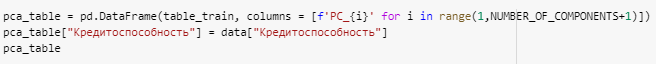 pca_table = pd.DataFrame(table_train, columns = [f'PC_{i}' for i in range(1,NUMBER_OF_COMPONENTS+1)])
pca_table["Кредитоспособность"] = data["Кредитоспособность"]
pca_table